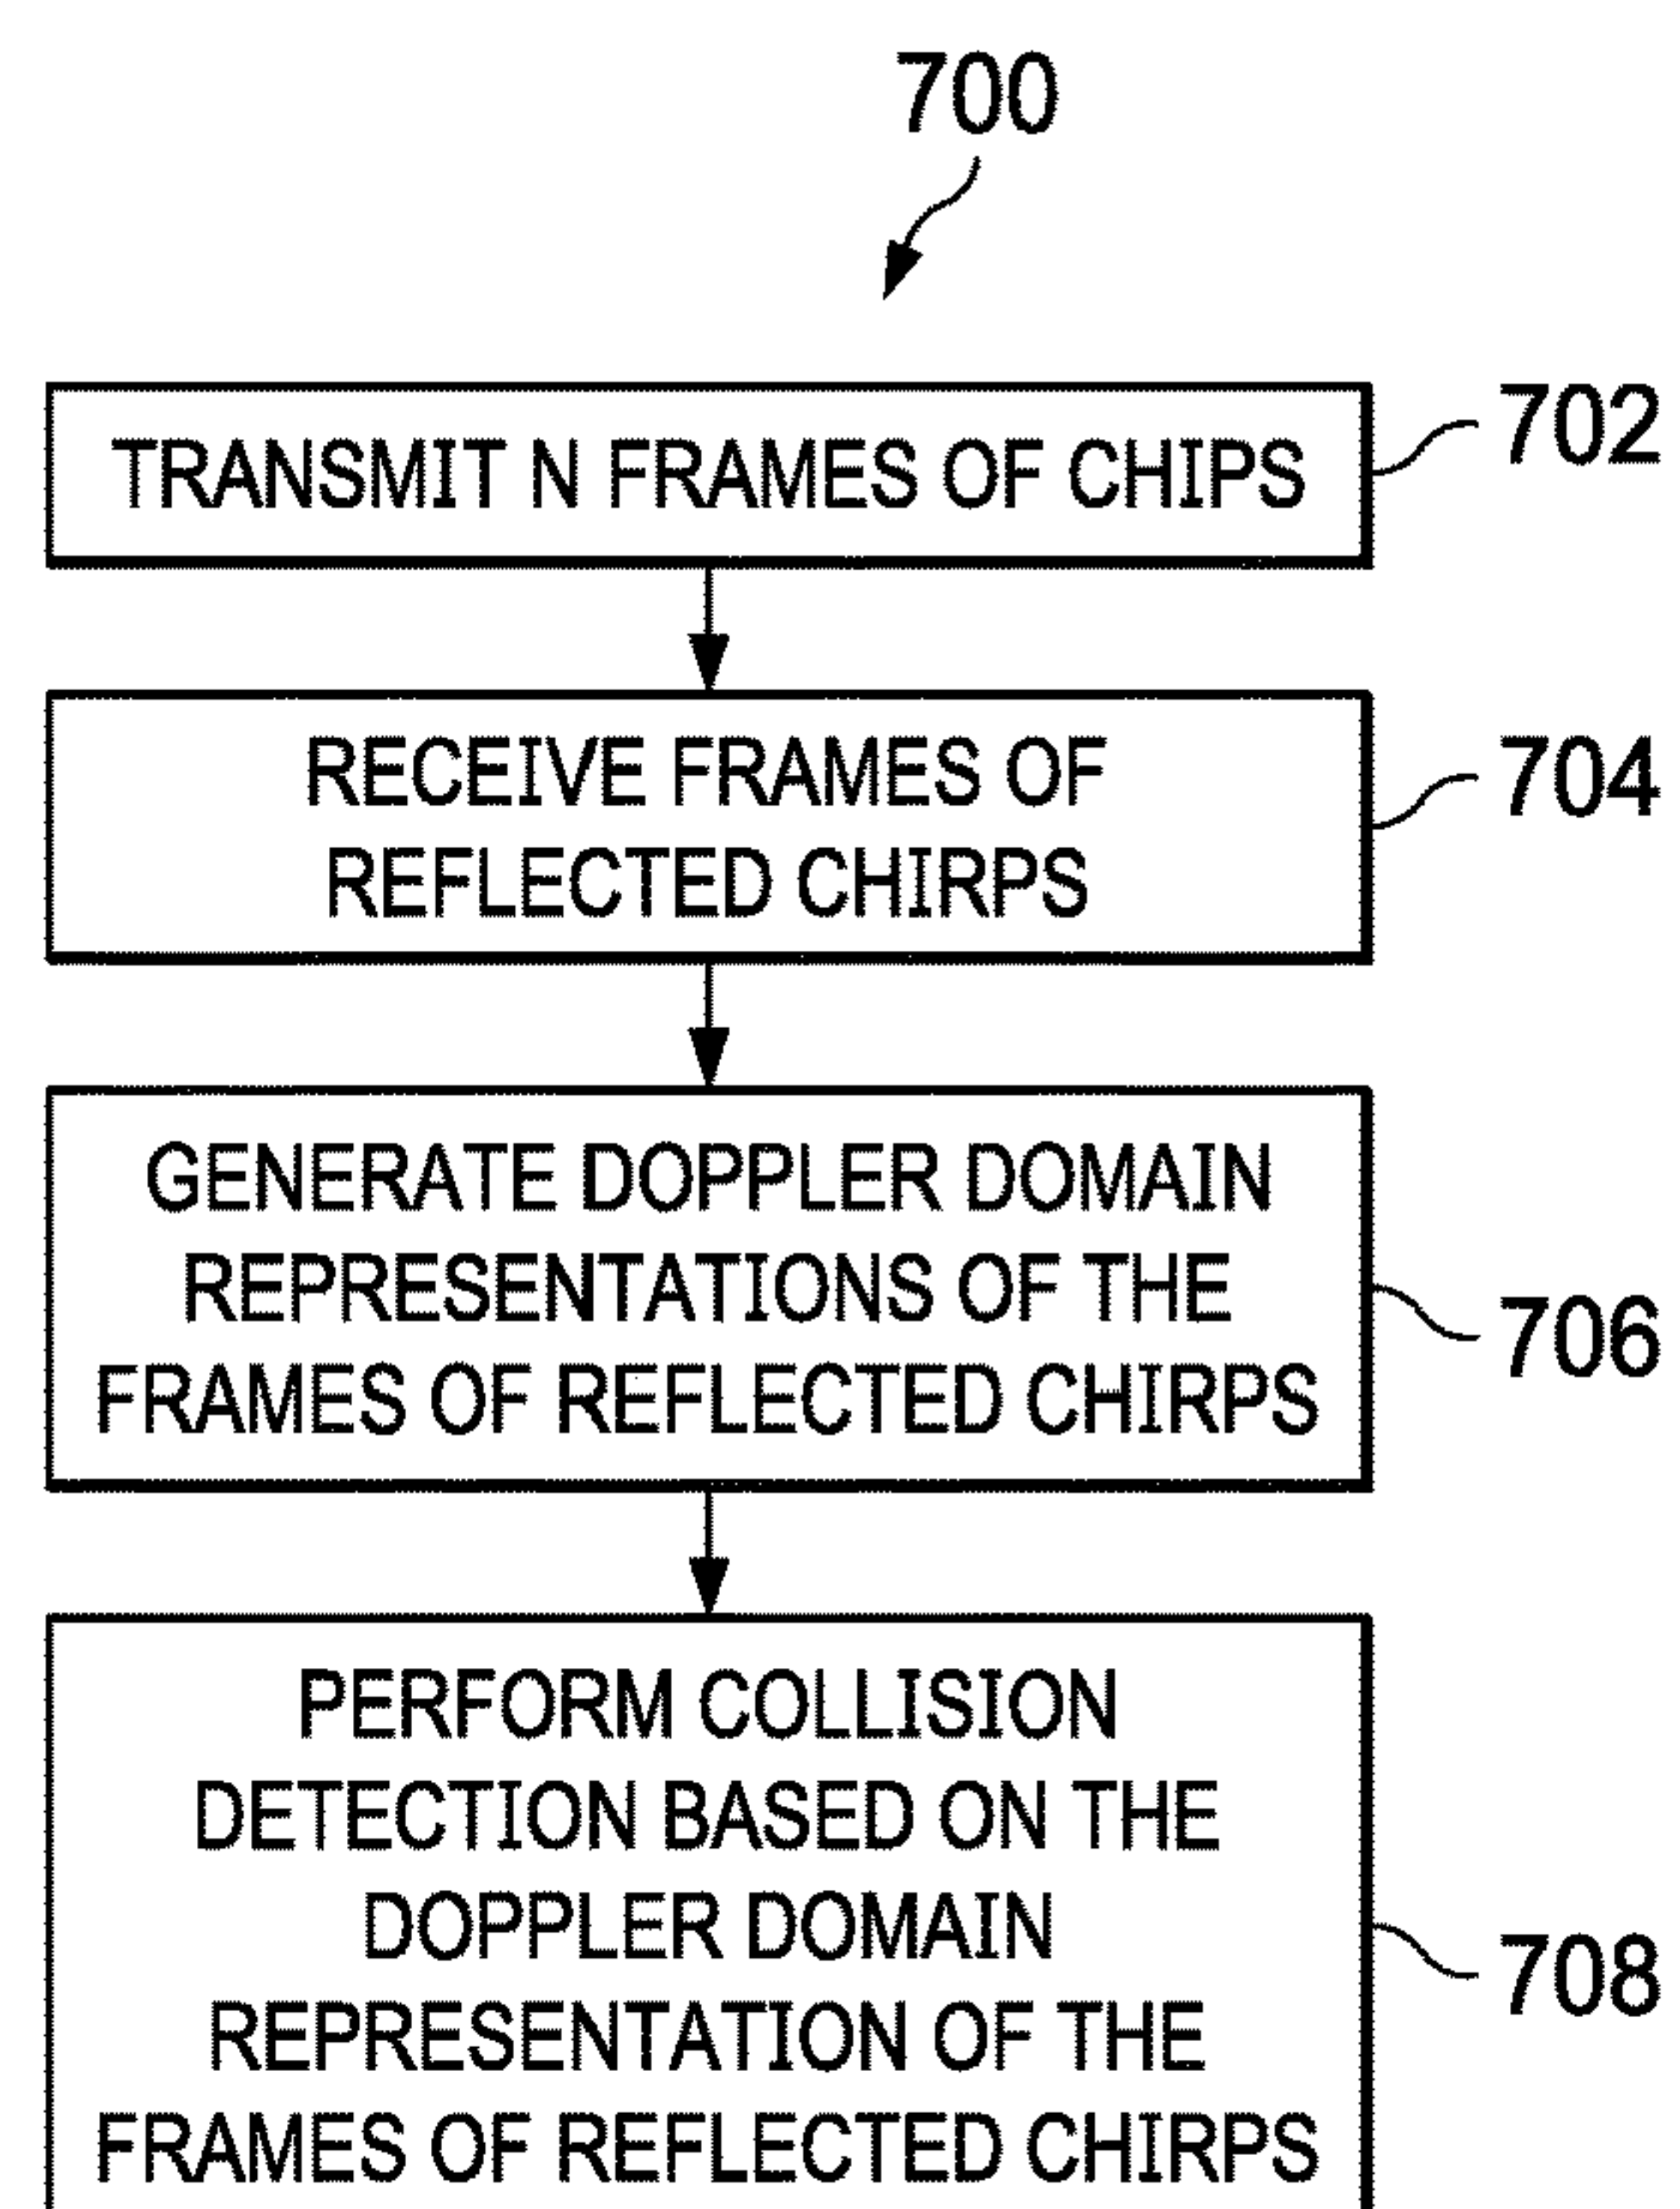 700
TRANSMIT N FRAMES OF CHIPS
702
RECEIVE FRAMES OF
REFLECTED CHIRPS
704
GENERATE DOPPLER DOMAIN
REPRESENTATIONS OF THE
FRAMES OF REFLECTED CHIRPS
706
PERFORM COLLISION
DETECTION BASED ON THE
DOPPLER DOMAIN
REPRESENTATION OF THE
FRAMES OF REFLECTED CHIRPS
708